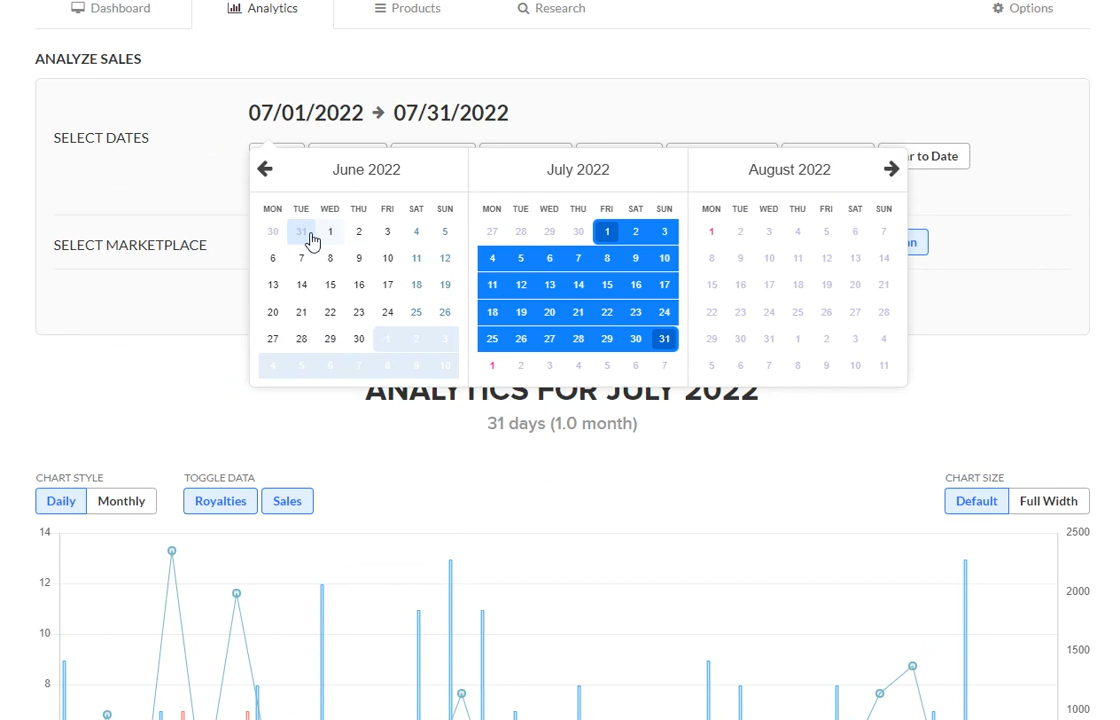 Dashboard Analytics Products Research Options
ANALYZE SALES
07/01/2022 → 07/31/2022
SELECT DATES
r to Date
June 2022 July 2022 August 2022
MON TUE WED THU FRI SAT SUN MON TUE WED THU FRI SAT SUN MON TUE WED THU FRI SAT SUN
30 31 1 2 3 4 5 27 28 29 30 1 2 3 1 2 3 4 5 6 7
SELECT MARKETPLACE
n
6 7 8 9 10 11 12 4 5 6 7 8 9 10 8 9 10 11 12 13 14
13 14 15 16 17 18 19 11 12 13 14 15 16 17 15 16 17 18 19 20 21
20 21 22 23 24 25 26 18 19 20 21 22 23 24 22 23 24 25 26 27 28
27 28 29 30 1 2 3 25 26 27 28 29 30 31 29 30 31 1 2 3 4
4 5 6 7 8 9 10 1 2 3 4 5 6 7 5 6 7 8 9 10 11
ANALYTICS FOR JULY 2022
31 days (1.0 month)
CHART STYLE TOGGLE DATA CHART SIZE
Daily Monthly Royalties Sales Default Full Width
14 2500
12 2000
10 1500
8 1000